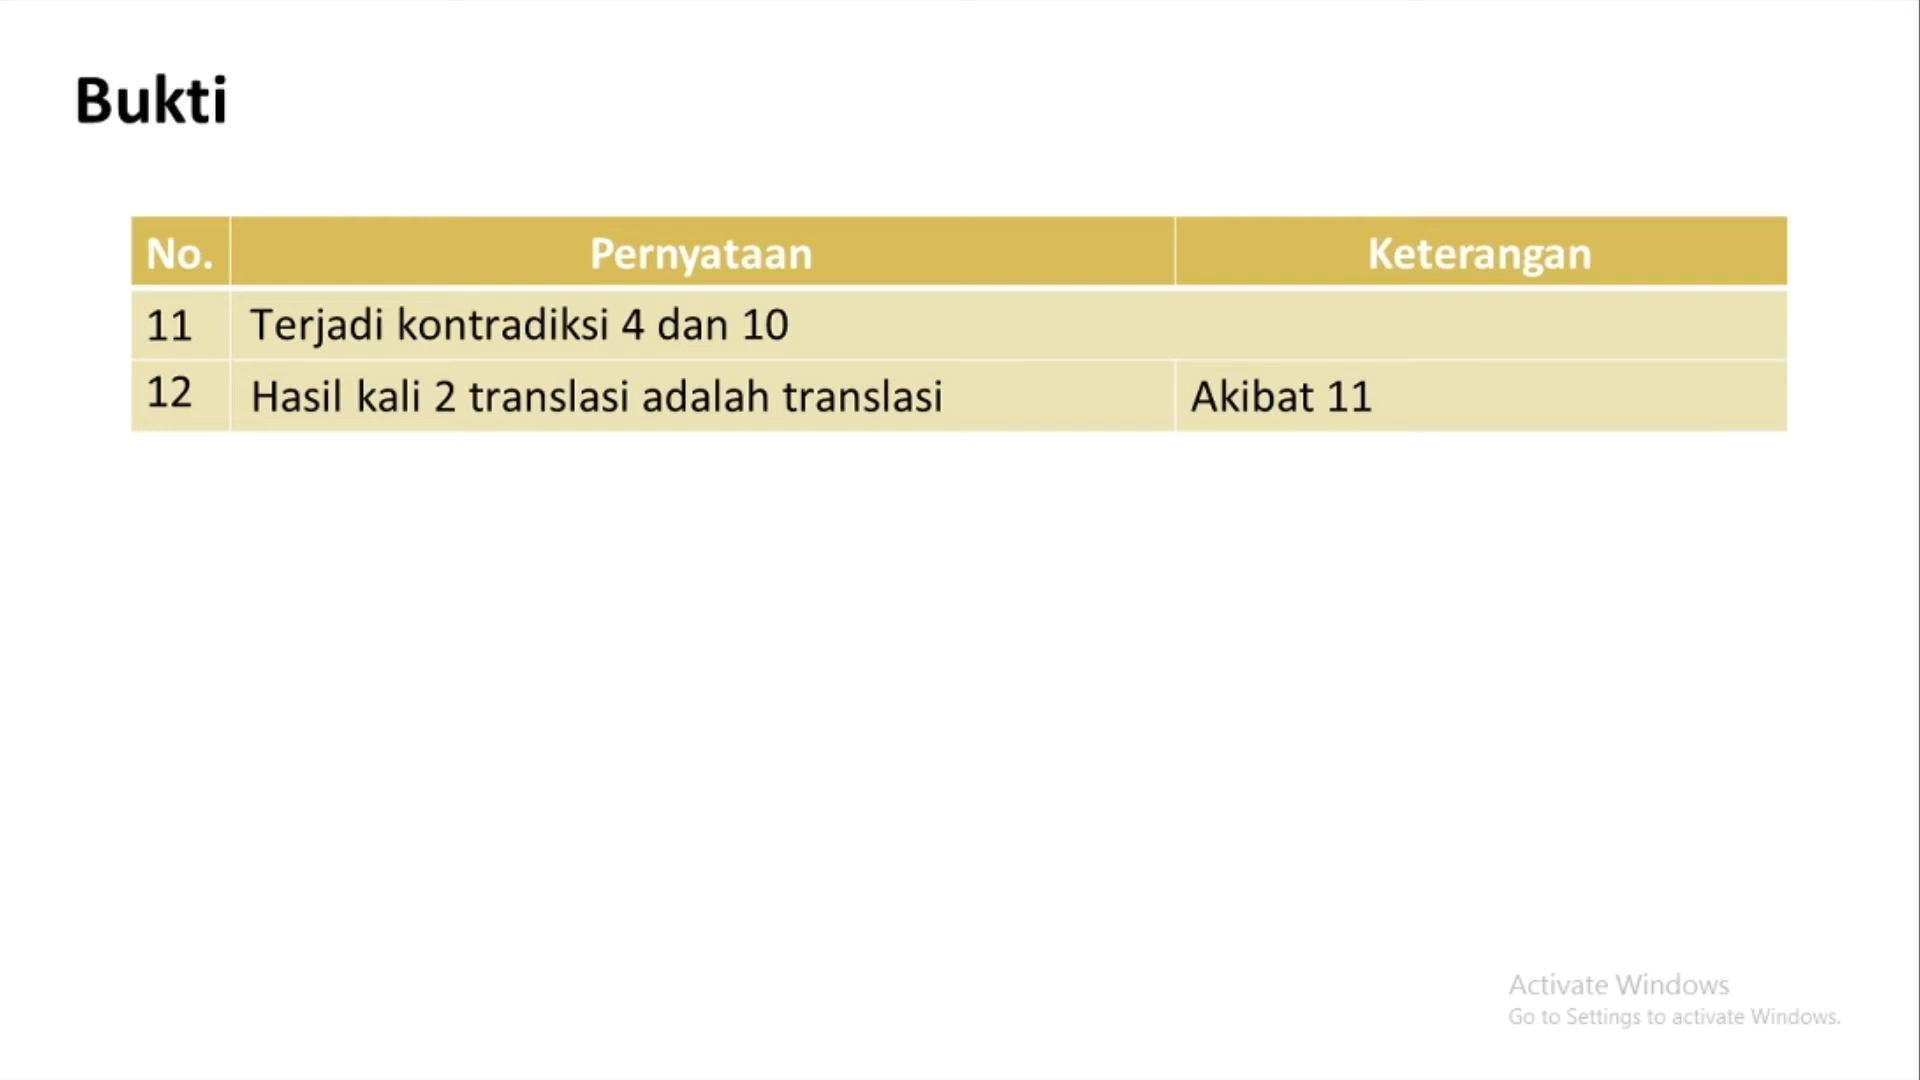 Bukti
No. Pernyataan Keterangan
11 Terjadi kontradiksi 4 dan 10
12 Hasil kali 2 translasi adalah translasi Akibat 11
Activate Windows
Go to Settings to activate Windows.